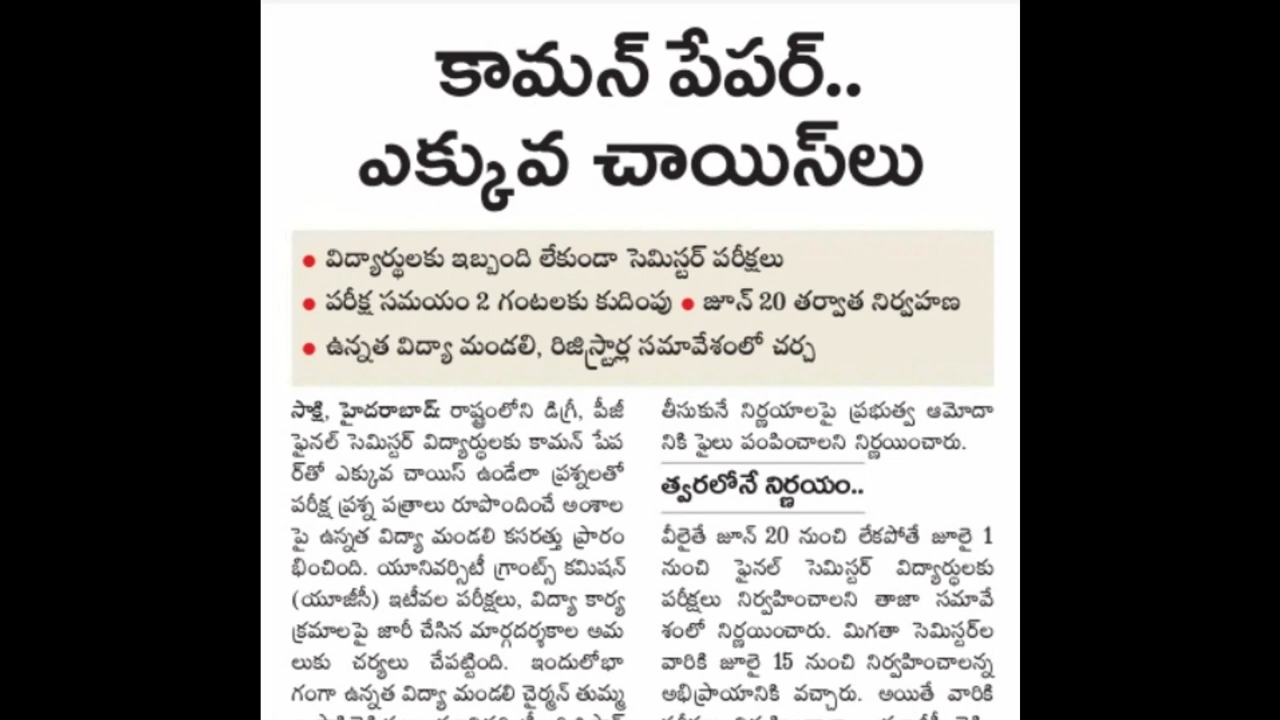 కామన్ పేపర్..
ఎక్కువ చాయిస్‌లు
● విద్యార్థులకు ఇబ్బంది లేకుండా సెమిస్టర్ పరీక్షలు
● పరీక్ష సమయం 2 గంటలకు కుదింపు ● జూన్ 20 తర్వాత నిర్వహణ
● ఉన్నత విద్యా మండలి, రిజిస్ట్రార్ల సమావేశంలో చర్చ
సాక్షి, హైదరాబాద్: రాష్ట్రంలోని డిగ్రీ, పీజీ
ఫైనల్ సెమిస్టర్ విద్యార్థులకు కామన్ పేప
ర్‌తో ఎక్కువ చాయిస్ ఉండేలా ప్రశ్నలతో
పరీక్ష ప్రశ్న పత్రాలు రూపొందించే అంశాల
పై ఉన్నత విద్యా మండలి కసరత్తు ప్రారం
భించింది. యూనివర్సిటీ గ్రాంట్స్ కమిషన్
(యూజీసీ) ఇటీవల పరీక్షలు, విద్యా కార్య
క్రమాలపై జారీ చేసిన మార్గదర్శకాల అమ
లుకు చర్యలు చేపట్టింది. ఇందులోభా
గంగా ఉన్నత విద్యా మండలి చైర్మన్ తుమ్మ
తీసుకునే నిర్ణయాలపై ప్రభుత్వ ఆమోదా
నికి ఫైలు పంపించాలని నిర్ణయించారు.
త్వరలోనే నిర్ణయం..
వీలైతే జూన్ 20 నుంచి లేకపోతే జూలై 1
నుంచి ఫైనల్ సెమిస్టర్ విద్యార్థులకు
పరీక్షలు నిర్వహించాలని తాజా సమావే
శంలో నిర్ణయించారు. మిగతా సెమిస్టర్‌ల
వారికి జూలై 15 నుంచి నిర్వహించాలన్న
అభిప్రాయానికి వచ్చారు. అయితే వారికి